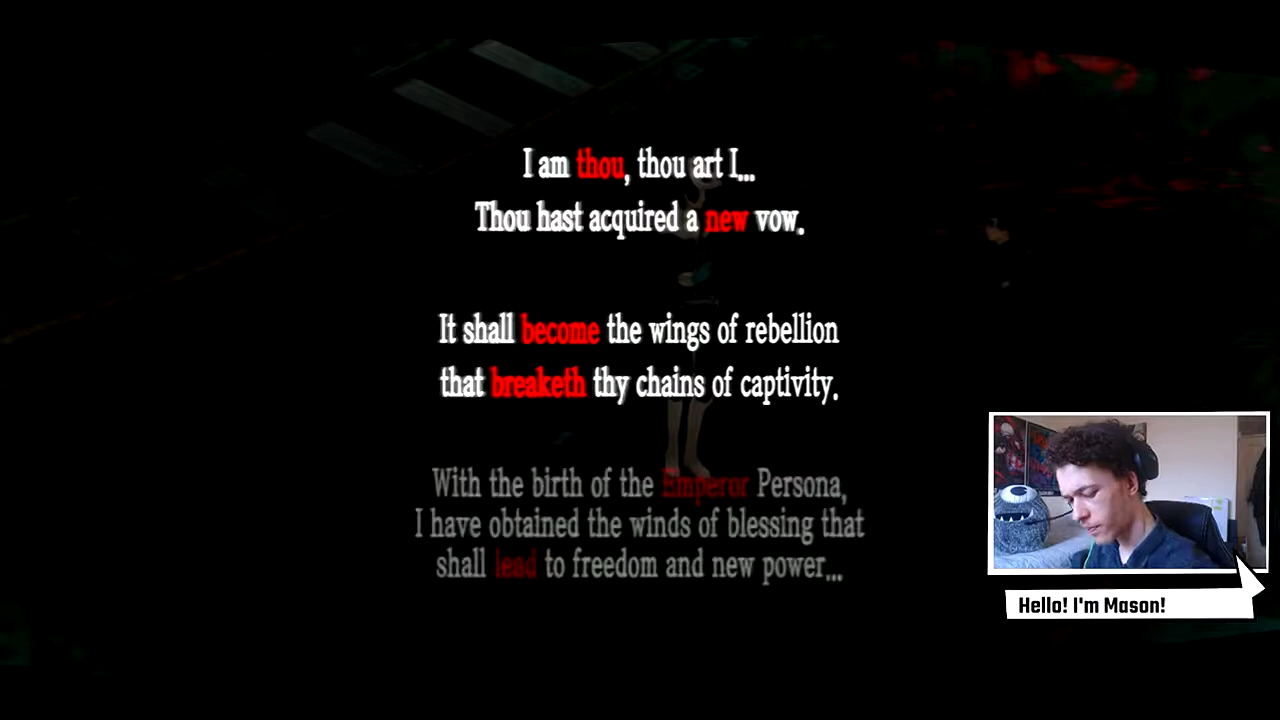 I am thou, thou art I...
Thou hast acquired a new vow.
It shall become the wings of rebellion
that breaketh thy chains of captivity.
With the birth of the Emperor Persona,
I have obtained the winds of blessing that
shall lead to freedom and new power...
Hello! I'm Mason!